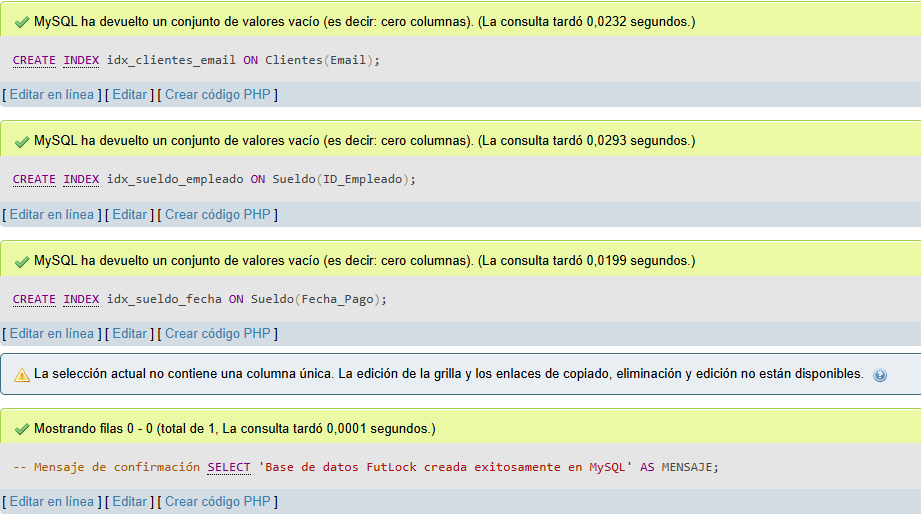 MySQL ha devuelto un conjunto de valores vacío (es decir: cero columnas). (La consulta tardó 0,0232 segundos.)
CREATE INDEX idx_clientes_email ON Clientes(Email);
[ Editar en línea ] [ Editar ] [ Crear código PHP ]
MySQL ha devuelto un conjunto de valores vacío (es decir: cero columnas). (La consulta tardó 0,0293 segundos.)
CREATE INDEX idx_sueldo_empleado ON Sueldo(ID_Empleado);
[ Editar en línea ] [ Editar ] [ Crear código PHP ]
MySQL ha devuelto un conjunto de valores vacío (es decir: cero columnas). (La consulta tardó 0,0199 segundos.)
CREATE INDEX idx_sueldo_fecha ON Sueldo(Fecha_Pago);
[ Editar en línea ] [ Editar ] [ Crear código PHP ]
La selección actual no contiene una columna única. La edición de la grilla y los enlaces de copiado, eliminación y edición no están disponibles.
Mostrando filas 0 - 0 (total de 1, La consulta tardó 0,0001 segundos.)
-- Mensaje de confirmación SELECT 'Base de datos FutLock creada exitosamente en MySQL' AS MENSAJE;
[ Editar en línea ] [ Editar ] [ Crear código PHP ]